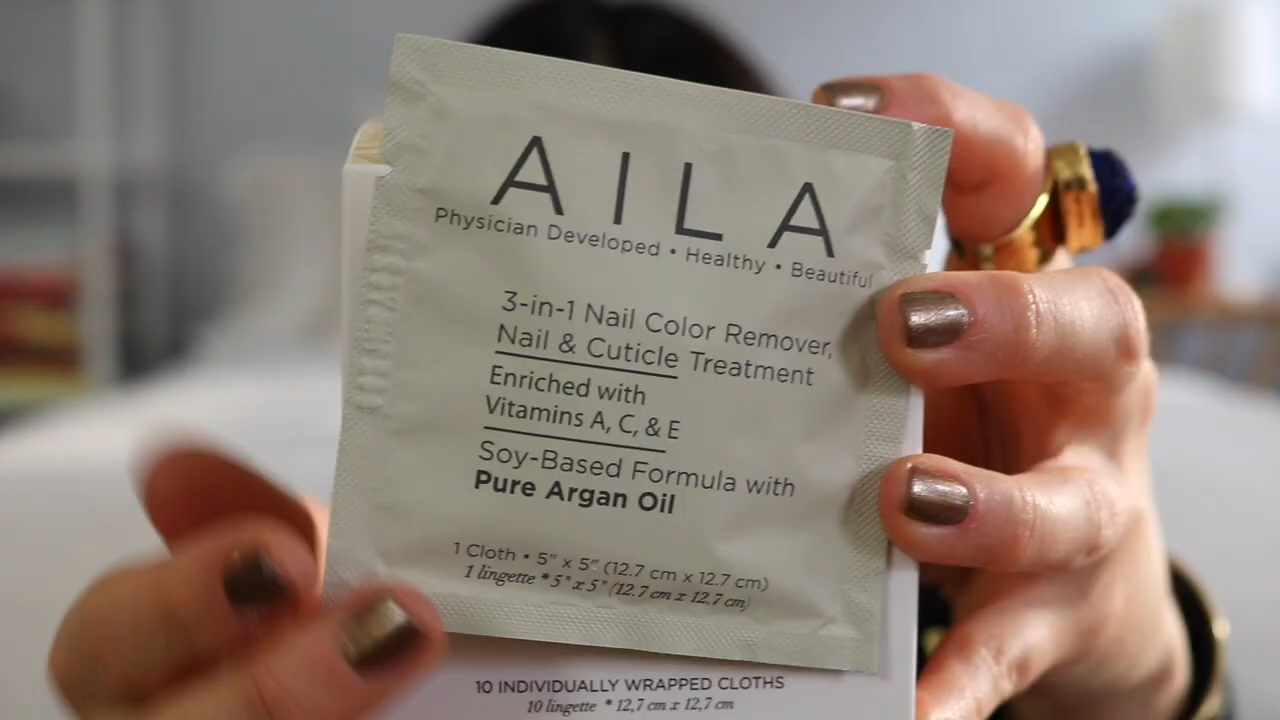 AILA
Physician Developed • Healthy • Beautiful
3-in-1 Nail Color Remover,
Nail & Cuticle Treatment
Enriched with
Vitamins A, C, & E
Soy-Based Formula with
Pure Argan Oil
1 Cloth • 5" x 5" (12.7 cm x 12.7 cm)
1 lingette * 5" x 5" (12.7 cm x 12.7 cm)
10 INDIVIDUALLY WRAPPED CLOTHS
10 lingette * 12,7 cm x 12,7 cm